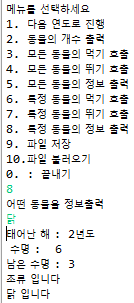 메뉴를 선택하세요
1. 다음 연도로 진행
2. 동물의 개수 출력
3. 모든 동물의 먹기 호출
4. 모든 동물의 뛰기 호출
5. 모든 동물의 정보 출력
6. 특정 동물의 먹기 호출
7. 특정 동물의 뛰기 호출
8. 특정 동물의 정보 출력
9. 파일 저장
10.파일 불러오기
0. : 끝내기
8
어떤 동물을 정보출력
닭
태어난 해 : 2년도
수명 : 6
남은 수명 : 3
조류 입니다
닭 입니다